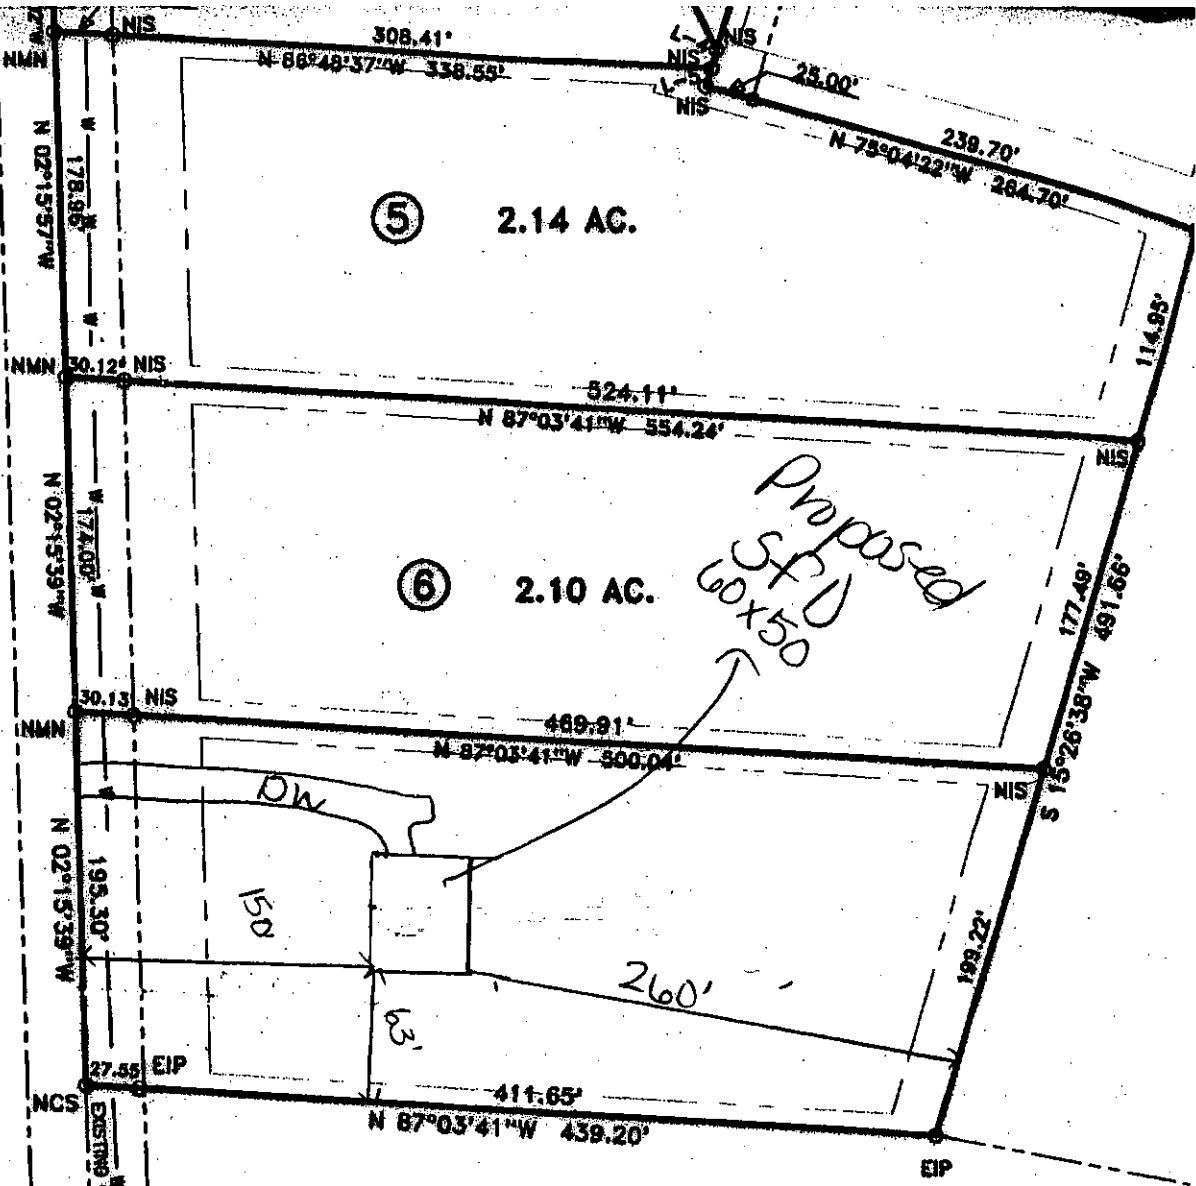 NIS
308.41'
NIS
NMN
N 86°48'37"W 338.55'
NIS
25.00'
NIS
239.70'
N 75°04'22"W 264.70'
N 02°15'57"W
178.96
W
W
W
5 2.14 AC.
114.95'
NMN 30.12' NIS
524.11'
N 87°03'41"W 554.24'
NIS
Proposed
SFD
60x50
N 02°15'39"W
W 174.00' W
6 2.10 AC.
177.49'
491.66'
S 15°26'38"W
30.13 NIS
NMN
469.91'
N 87°03'41"W 500.04'
NIS
DW
W
N 02°15'39"W
195.30'
150
199.22'
260'
63'
27.55 EIP
NCS
411.65'
N 87°03'41"W 439.20'
EXISTING
W
EIP